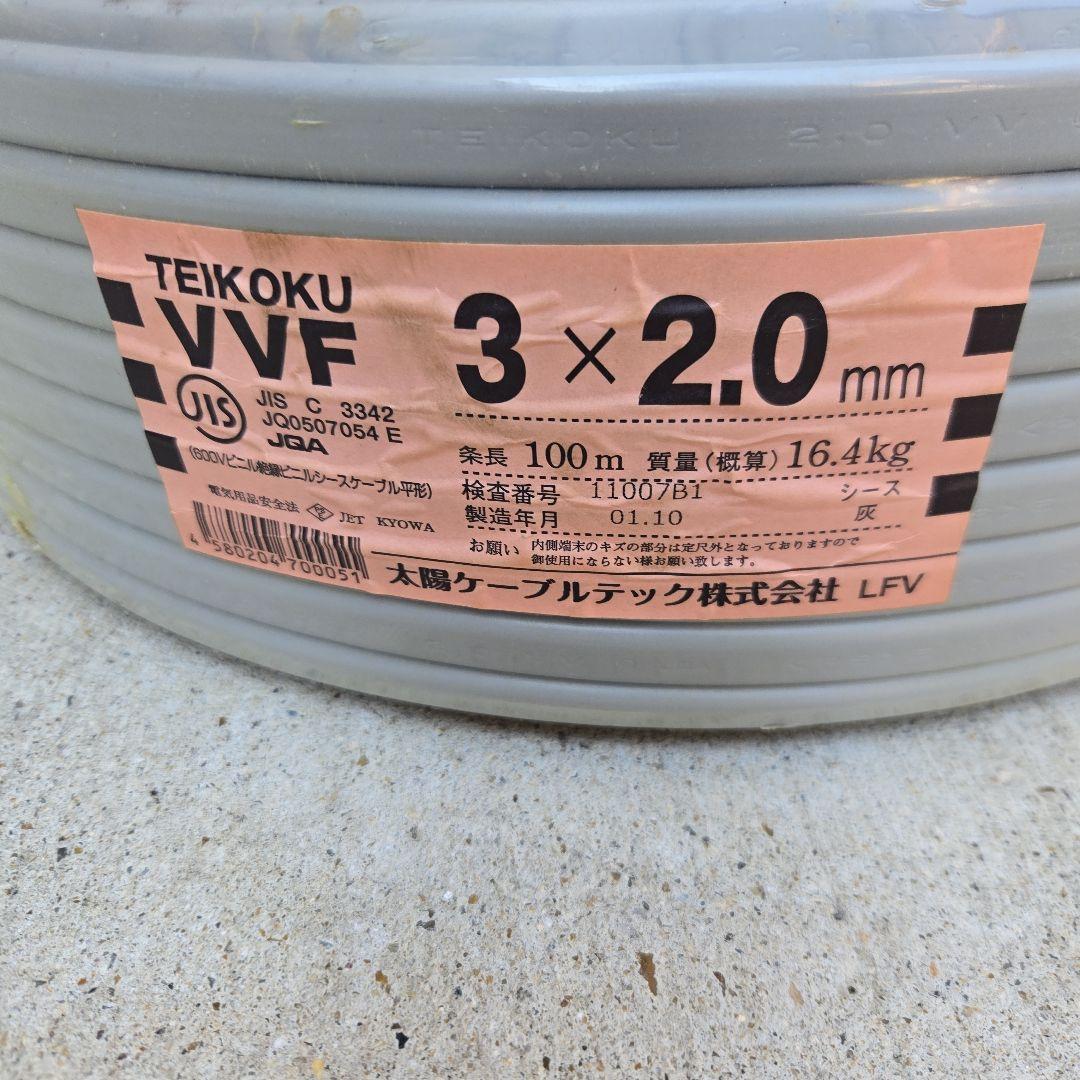 TEIKOKU 2.0 VV
TEIKOKU
VVF
3×2.0 mm
JIS
JIS C 3342
JQ0507054 E
JQA
(600Vビニル絶縁ビニルシースケーブル平形)
電気用品安全法 PSE JET KYOWA
4 580204 700051
条長 100m 質量(概算) 16.4kg
検査番号 11007B1 シース
製造年月 01.10 灰
お願い 内側端末のキズの部分は定尺外となっておりますので
御使用にならない様お願い致します。
太陽ケーブルテック株式会社 LFV